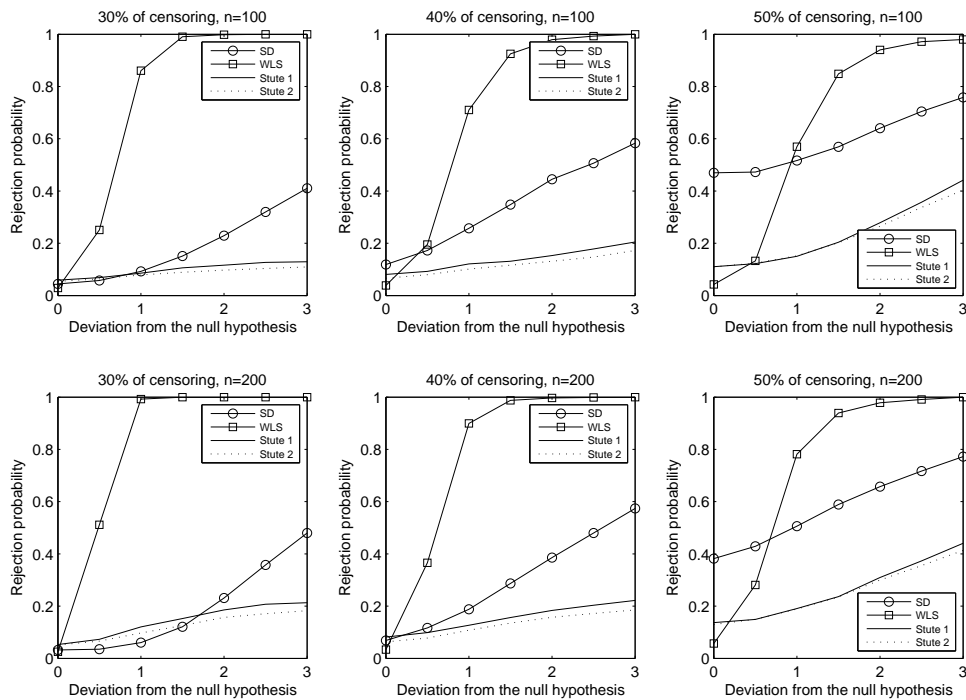 30% of censoring, n=100
1
0.8
0.6
0.4
0.2
0
Rejection probability
SD
WLS
Stute 1
Stute 2
0 1 2 3
Deviation from the null hypothesis
40% of censoring, n=100
1
0.8
0.6
0.4
0.2
0
Rejection probability
SD
WLS
Stute 1
Stute 2
0 1 2 3
Deviation from the null hypothesis
50% of censoring, n=100
1
0.8
0.6
0.4
0.2
0
Rejection probability
SD
WLS
Stute 1
Stute 2
0 1 2 3
Deviation from the null hypothesis
30% of censoring, n=200
1
0.8
0.6
0.4
0.2
0
Rejection probability
SD
WLS
Stute 1
Stute 2
0 1 2 3
Deviation from the null hypothesis
40% of censoring, n=200
1
0.8
0.6
0.4
0.2
0
Rejection probability
SD
WLS
Stute 1
Stute 2
0 1 2 3
Deviation from the null hypothesis
50% of censoring, n=200
1
0.8
0.6
0.4
0.2
0
Rejection probability
SD
WLS
Stute 1
Stute 2
0 1 2 3
Deviation from the null hypothesis